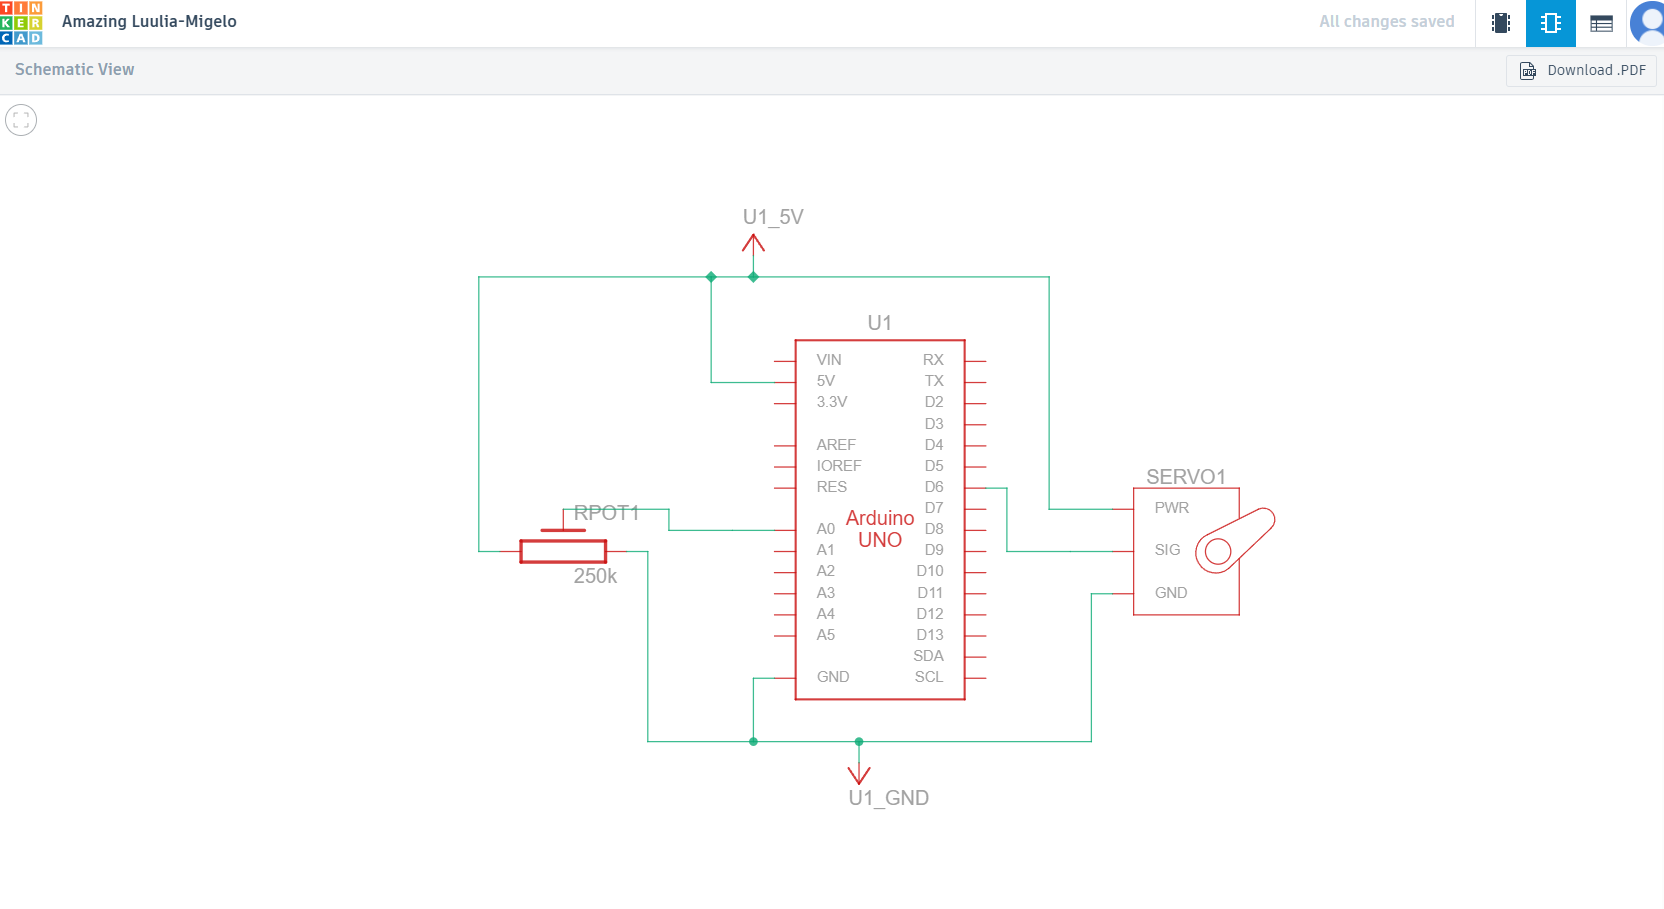 TIN
KER
CAD
Amazing Luulia-Migelo
All changes saved
Schematic View
PDF
Download .PDF
U1_5V
U1
VIN
RX
5V
TX
3.3V
D2
D3
AREF
D4
IOREF
D5
RES
D6
D7
A0
D8
A1
D9
A2
D10
A3
D11
A4
D12
A5
D13
SDA
GND
SCL
Arduino
UNO
RPOT1
250k
SERVO1
PWR
SIG
GND
U1_GND